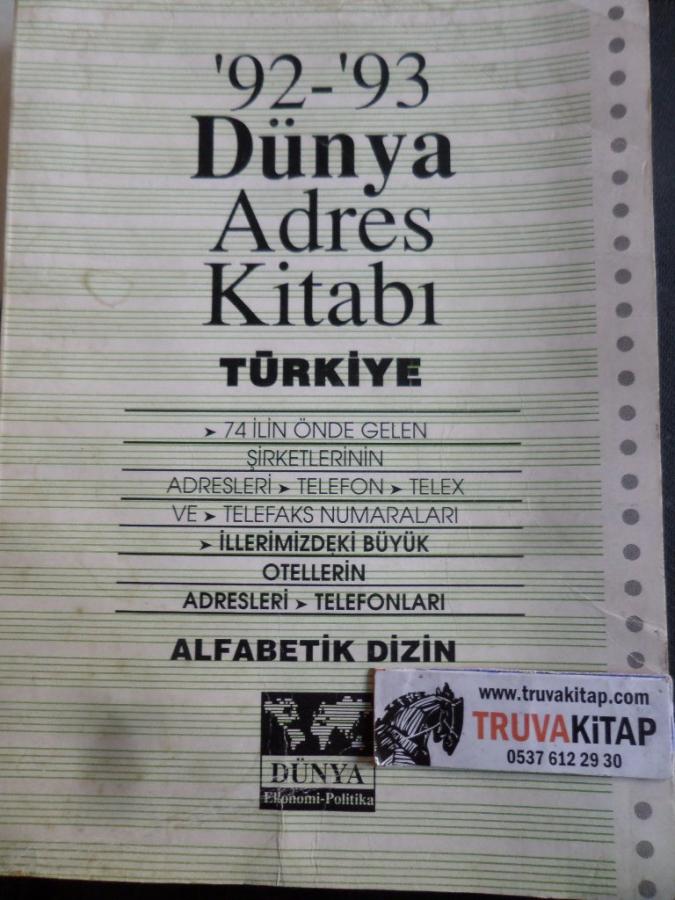 '92-'93
Dünya
Adres
Kitabı
TÜRKİYE
➤ 74 İLİN ÖNDE GELEN
ŞİRKETLERİNİN
ADRESLERİ ➤ TELEFON ➤ TELEX
VE ➤ TELEFAKS NUMARALARI
➤ İLLERİMİZDEKİ BÜYÜK
OTELLERİN
ADRESLERİ ➤ TELEFONLARI
ALFABETİK DİZİN
DÜNYA
Ekonomi-Politika
www.truvakitap.com
TRUVAKiTAP
0537 612 29 30